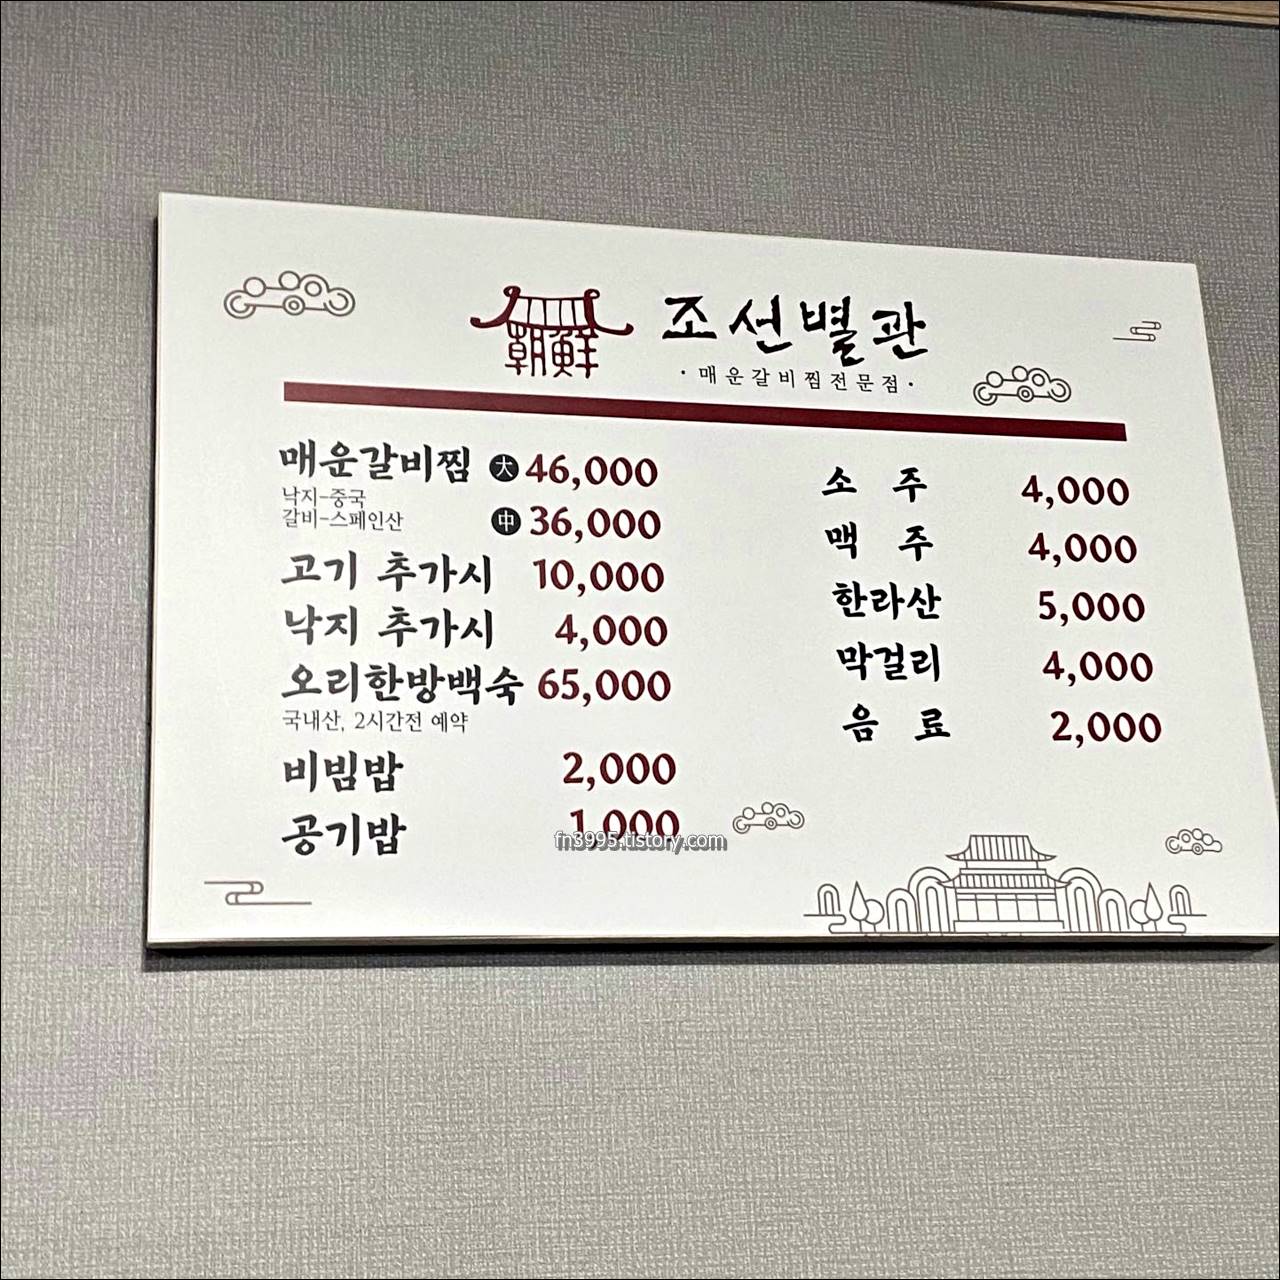 朝鮮 조선별관
·매운갈비찜전문점·
매운갈비찜 大 46,000
낙지-중국
갈비-스페인산 中 36,000
고기 추가시 10,000
낙지 추가시 4,000
오리한방백숙 65,000
국내산, 2시간전 예약
비빔밥 2,000
공기밥 1,000
소 주 4,000
맥 주 4,000
한라산 5,000
막걸리 4,000
음 료 2,000
fn3995.tistory.com